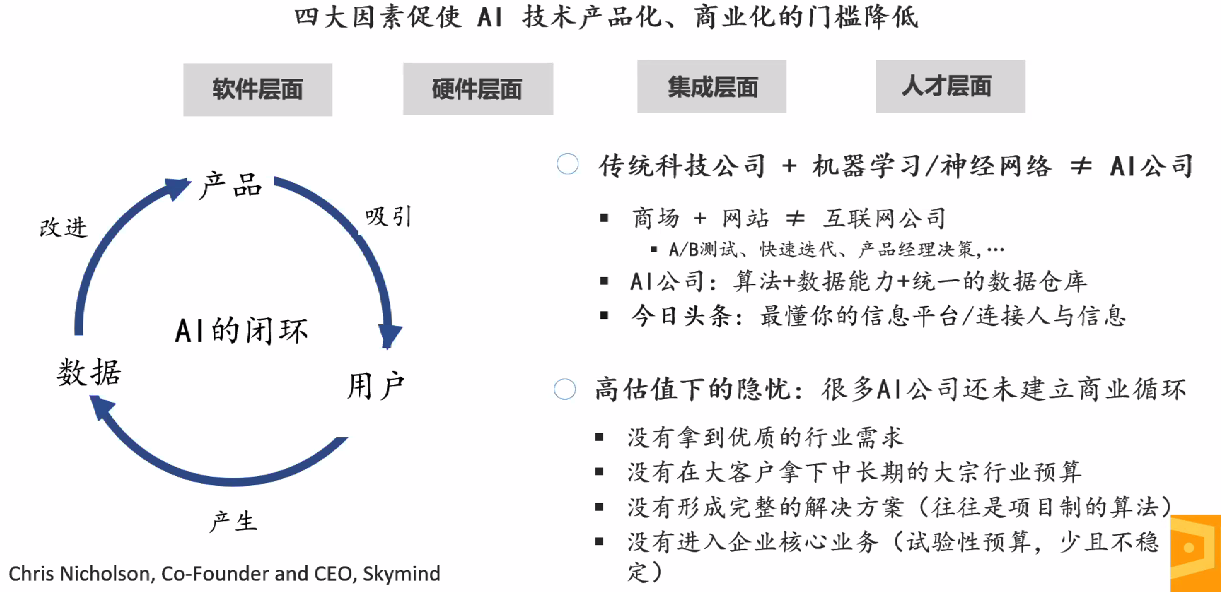 四大因素促使 AI 技术产品化、商业化的门槛降低
软件层面
硬件层面
集成层面
人才层面
产品
改进
吸引
AI的闭环
数据
用户
产生
Chris Nicholson, Co-Founder and CEO, Skymind
传统科技公司 + 机器学习/神经网络 ≠ AI公司
商场 + 网站 ≠ 互联网公司
A/B测试、快速迭代、产品经理决策,…
AI公司：算法+数据能力+统一的数据仓库
今日头条：最懂你的信息平台/连接人与信息
高估值下的隐忧：很多AI公司还未建立商业循环
没有拿到优质的行业需求
没有在大客户拿下中长期的大宗行业预算
没有形成完整的解决方案（往往是项目制的算法）
没有进入企业核心业务（试验性预算，少且不稳
定）